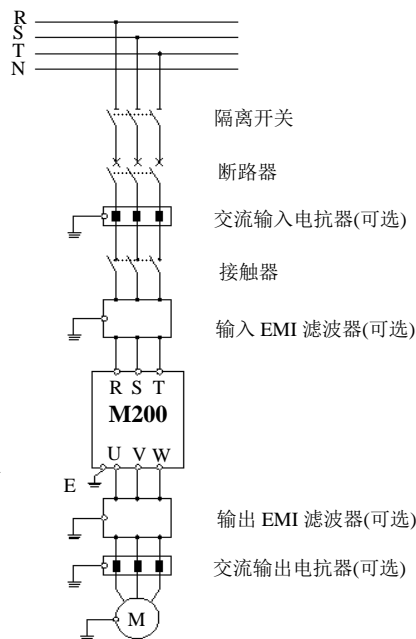 R
S
T
N
隔离开关
断路器
交流输入电抗器(可选)
接触器
输入 EMI 滤波器(可选)
R S T
M200
U V W
E
输出 EMI 滤波器(可选)
交流输出电抗器(可选)
M